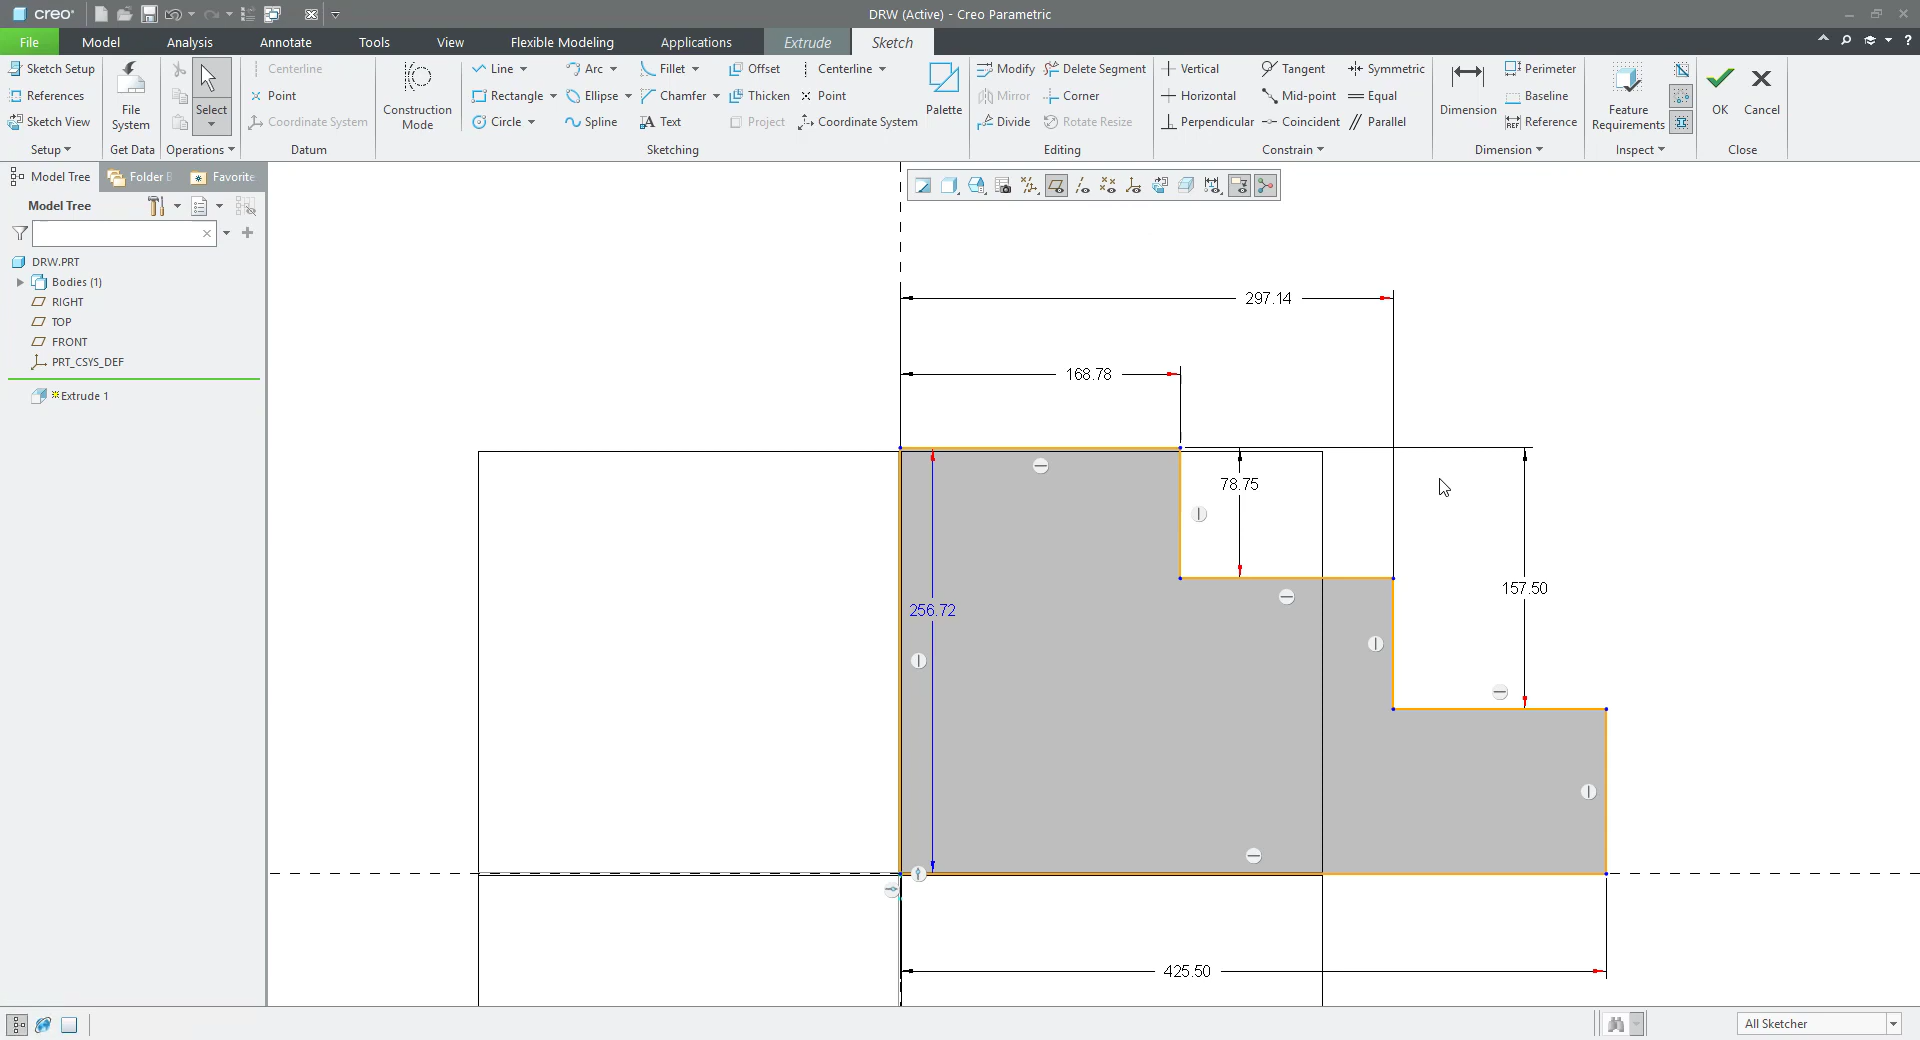 creo
DRW (Active) - Creo Parametric
File Model Analysis Annotate Tools View Flexible Modeling Applications Extrude Sketch
Sketch Setup
References
Sketch View
Setup
File System
Get Data
Select
Operations
Centerline
Point
Coordinate System
Datum
Construction Mode
Line Arc Fillet Offset Centerline
Rectangle Ellipse Chamfer Thicken Point
Circle Spline Text Project Coordinate System
Palette
Sketching
Modify Delete Segment
Mirror Corner
Divide Rotate Resize
Editing
Vertical Tangent Symmetric
Horizontal Mid-point Equal
Perpendicular Coincident Parallel
Constrain
Dimension
Perimeter
Baseline
REF Reference
Dimension
Feature Requirements
Inspect
OK Cancel
Close
Model Tree Folder B Favorite
Model Tree
DRW.PRT
Bodies (1)
RIGHT
TOP
FRONT
PRT_CSYS_DEF
Extrude 1
297.14
168.78
78.75
157.50
256.72
425.50
All Sketcher